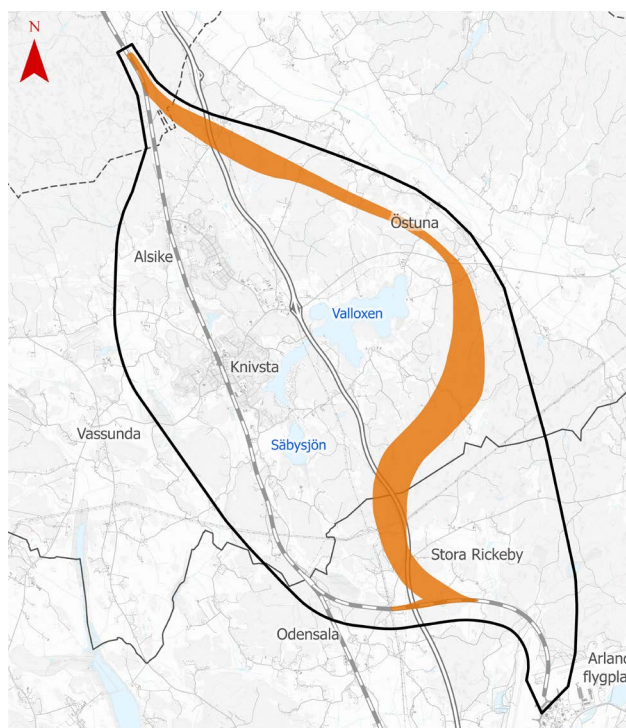 N
Östuna
Alsike
Valloxen
Knivsta
Vassunda
Säbysjön
Stora Rickeby
Odensala
Arland
flygpla